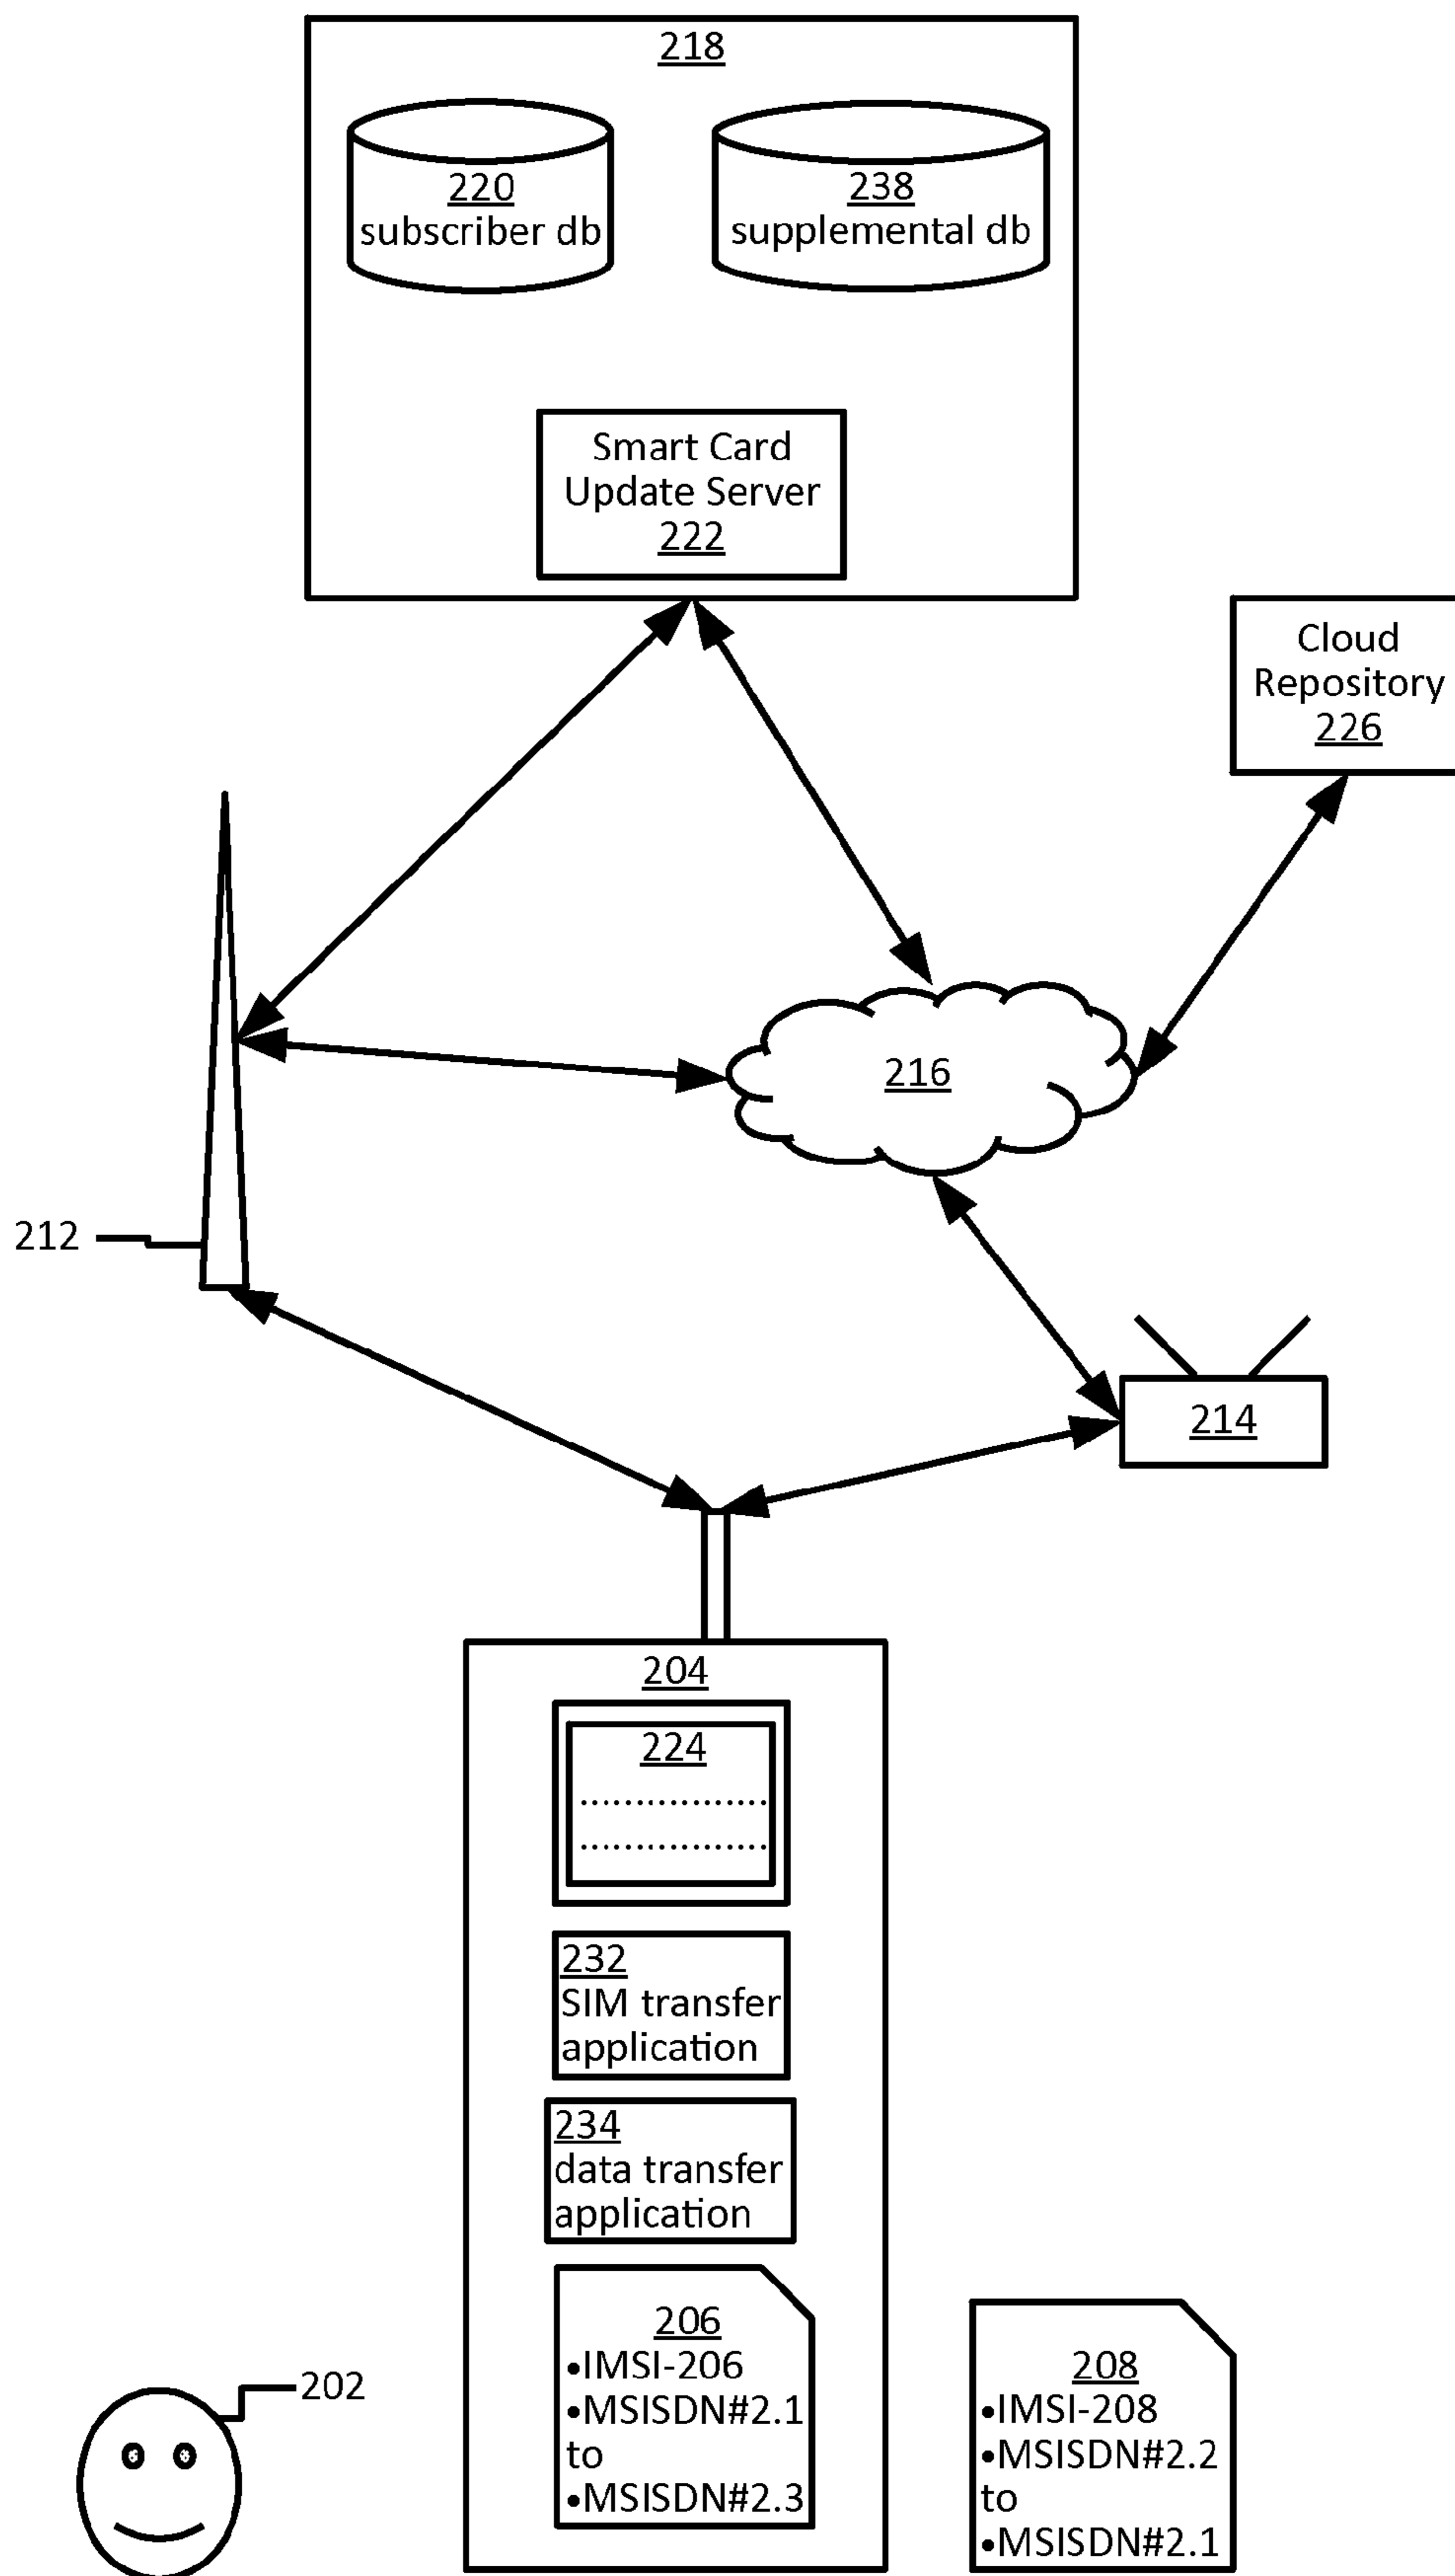 218
220
subscriber db
238
supplemental db
Smart Card
Update Server
222
Cloud
Repository
226
216
212
214
204
224
232
SIM transfer
application
234
data transfer
application
206
•IMSI-206
•MSISDN#2.1
to
•MSISDN#2.3
208
•IMSI-208
•MSISDN#2.2
to
•MSISDN#2.1
202